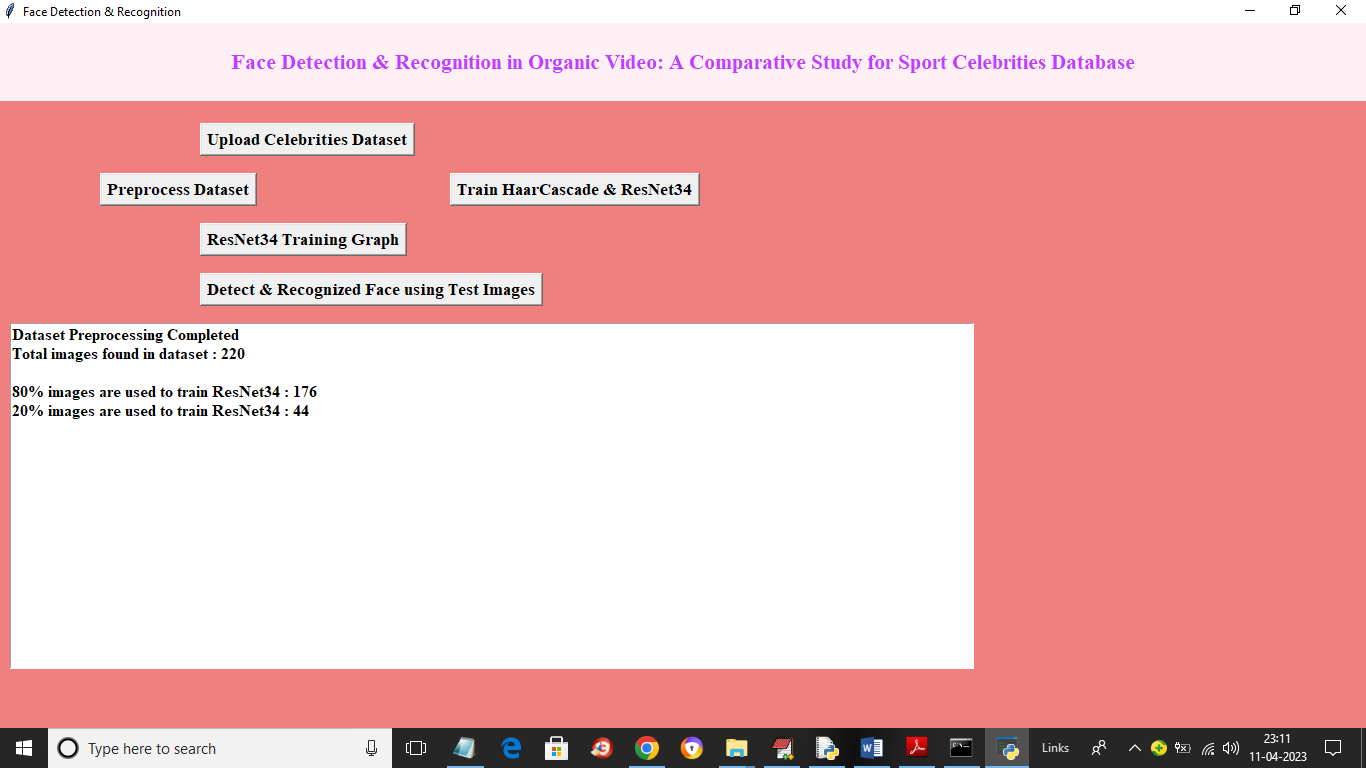 Face Detection & Recognition
Face Detection & Recognition in Organic Video: A Comparative Study for Sport Celebrities Database
Upload Celebrities Dataset
Preprocess Dataset
Train HaarCascade & ResNet34
ResNet34 Training Graph
Detect & Recognized Face using Test Images
Dataset Preprocessing Completed
Total images found in dataset : 220
80% images are used to train ResNet34 : 176
20% images are used to train ResNet34 : 44
Type here to search
Links
23:11
11-04-2023